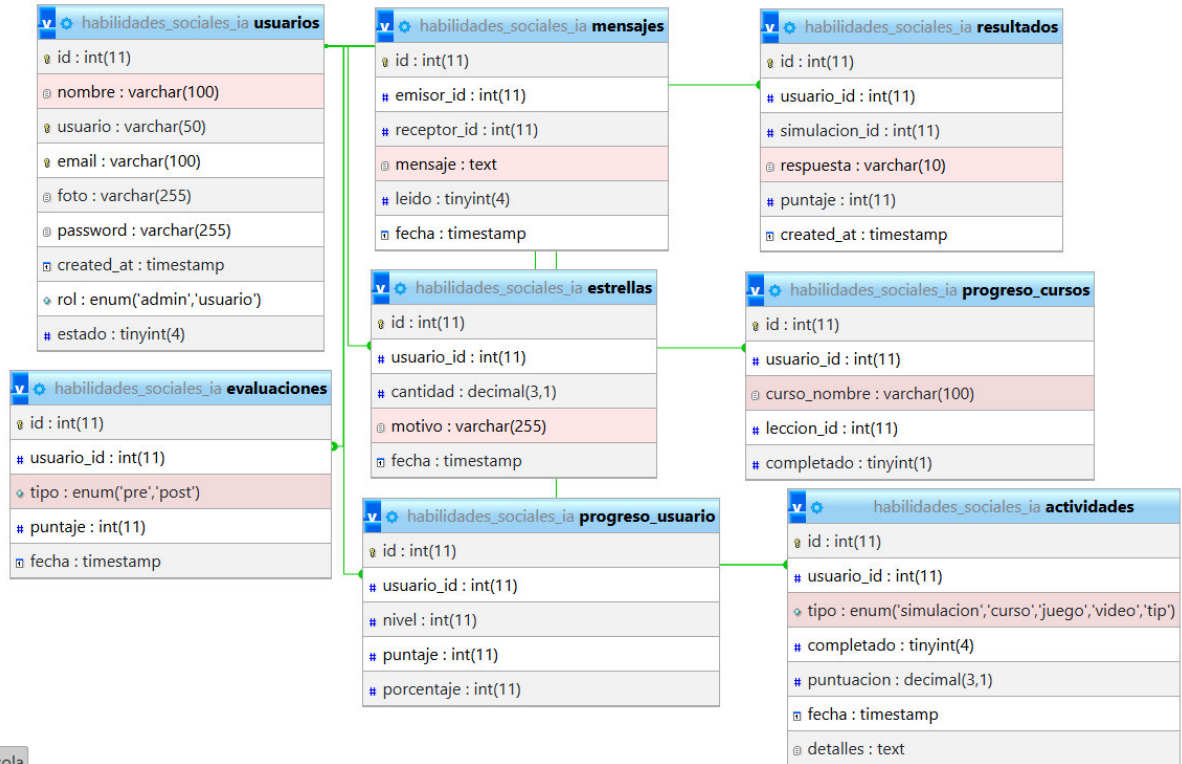 v habilidades_sociales_ia usuarios
id : int(11)
nombre : varchar(100)
usuario : varchar(50)
email : varchar(100)
foto : varchar(255)
password : varchar(255)
created_at : timestamp
rol : enum('admin','usuario')
# estado : tinyint(4)
v habilidades_sociales_ia mensajes
id : int(11)
# emisor_id : int(11)
# receptor_id : int(11)
mensaje : text
# leido : tinyint(4)
fecha : timestamp
v habilidades_sociales_ia resultados
id : int(11)
# usuario_id : int(11)
# simulacion_id : int(11)
respuesta : varchar(10)
# puntaje : int(11)
created_at : timestamp
v habilidades_sociales_ia estrellas
id : int(11)
# usuario_id : int(11)
# cantidad : decimal(3,1)
motivo : varchar(255)
fecha : timestamp
v habilidades_sociales_ia progreso_cursos
id : int(11)
# usuario_id : int(11)
curso_nombre : varchar(100)
# leccion_id : int(11)
# completado : tinyint(1)
v habilidades_sociales_ia evaluaciones
id : int(11)
# usuario_id : int(11)
tipo : enum('pre','post')
# puntaje : int(11)
fecha : timestamp
v habilidades_sociales_ia progreso_usuario
id : int(11)
# usuario_id : int(11)
# nivel : int(11)
# puntaje : int(11)
# porcentaje : int(11)
v habilidades_sociales_ia actividades
id : int(11)
# usuario_id : int(11)
tipo : enum('simulacion','curso','juego','video','tip')
# completado : tinyint(4)
# puntuacion : decimal(3,1)
fecha : timestamp
detalles : text